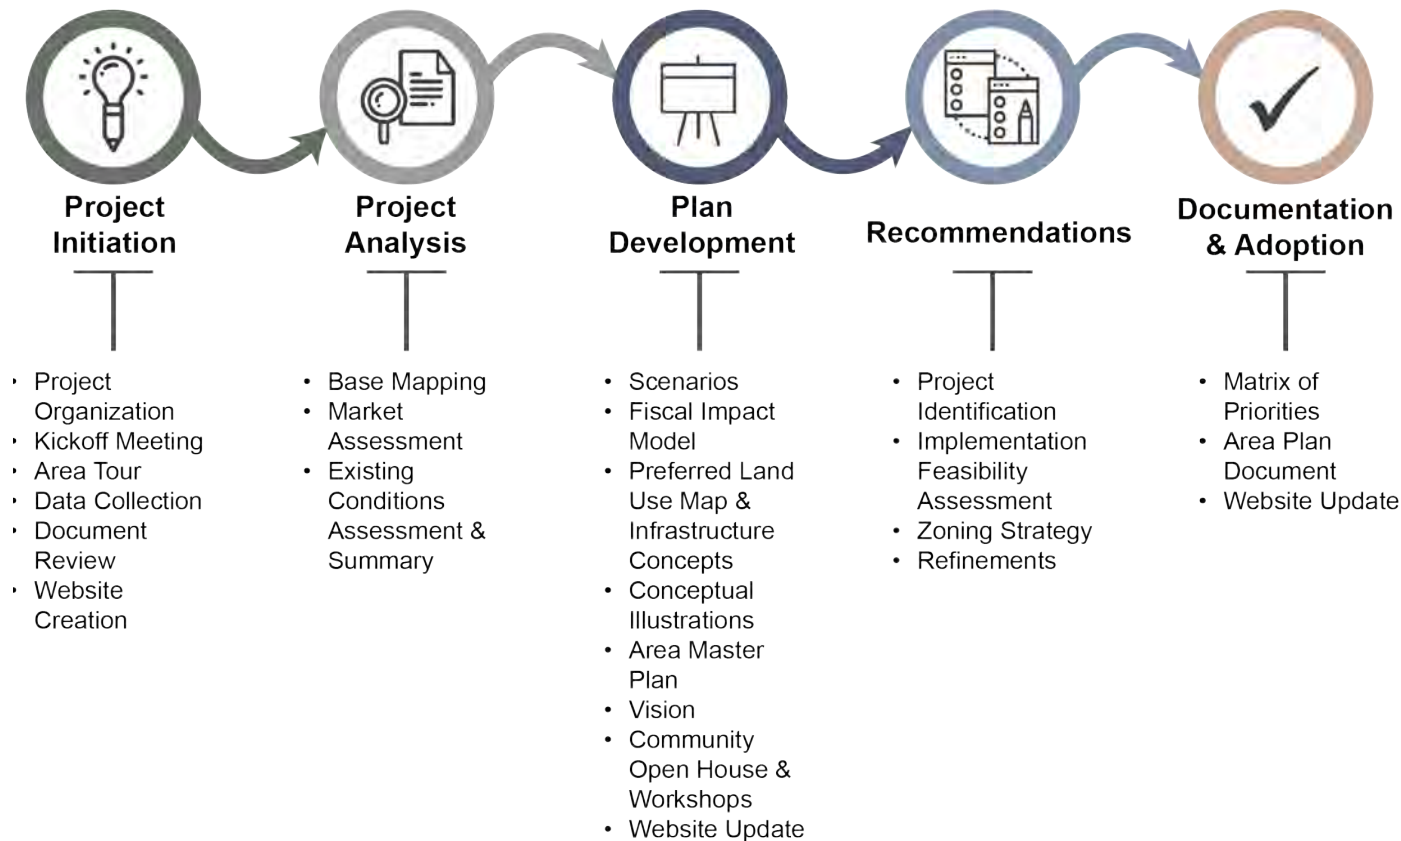 Project
Initiation
• Project
Organization
• Kickoff Meeting
• Area Tour
• Data Collection
• Document
Review
• Website
Creation
Project
Analysis
• Base Mapping
• Market
Assessment
• Existing
Conditions
Assessment &
Summary
Plan
Development
• Scenarios
• Fiscal Impact
Model
• Preferred Land
Use Map &
Infrastructure
Concepts
• Conceptual
Illustrations
• Area Master
Plan
• Vision
• Community
Open House &
Workshops
• Website Update
Recommendations
• Project
Identification
• Implementation
Feasibility
Assessment
• Zoning Strategy
• Refinements
Documentation
& Adoption
• Matrix of
Priorities
• Area Plan
Document
• Website Update